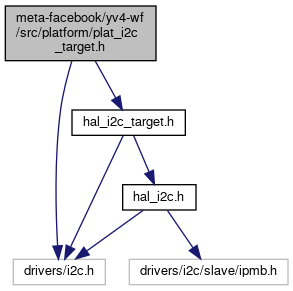 meta-facebook/yv4-wf
/src/platform/plat_i2c
_target.h
hal_i2c_target.h
hal_i2c.h
drivers/i2c.h
drivers/i2c/slave/ipmb.h